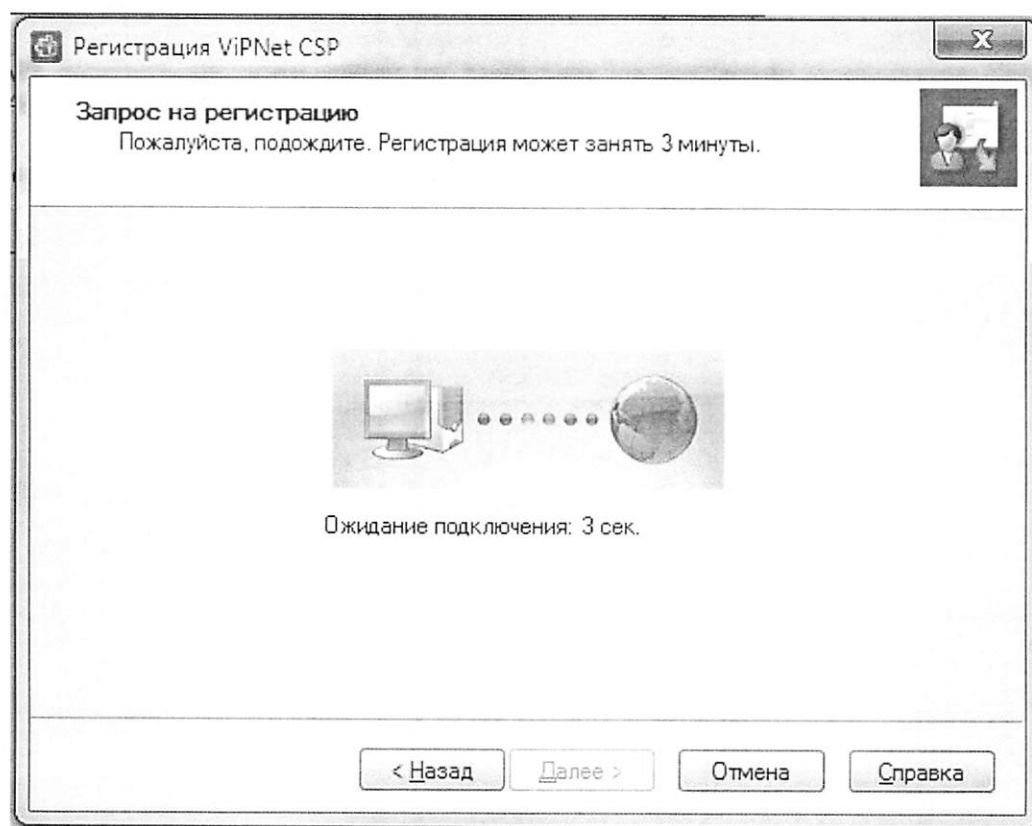 Регистрация ViPNet CSP
X
Запрос на регистрацию
Пожалуйста, подождите. Регистрация может занять 3 минуты.
Ожидание подключения: 3 сек.
< Назад
Далее >
Отмена
Справка